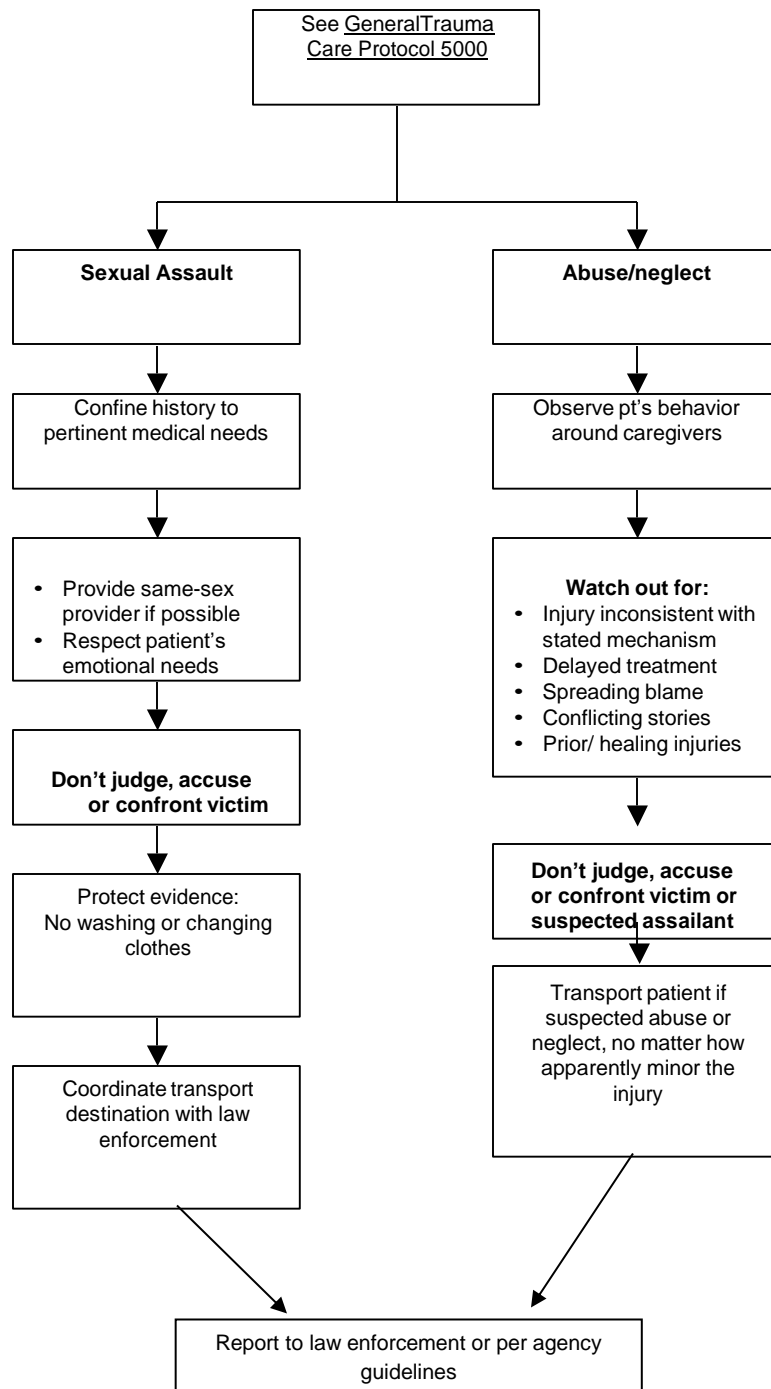 See GeneralTrauma
Care Protocol 5000
Sexual Assault
Confine history to
pertinent medical needs
• Provide same-sex
provider if possible
• Respect patient's
emotional needs
Don't judge, accuse
or confront victim
Protect evidence:
No washing or changing
clothes
Coordinate transport
destination with law
enforcement
Abuse/neglect
Observe pt's behavior
around caregivers
Watch out for:
• Injury inconsistent with
stated mechanism
• Delayed treatment
• Spreading blame
• Conflicting stories
• Prior/ healing injuries
Don't judge, accuse
or confront victim or
suspected assailant
Transport patient if
suspected abuse or
neglect, no matter how
apparently minor the
injury
Report to law enforcement or per agency
guidelines